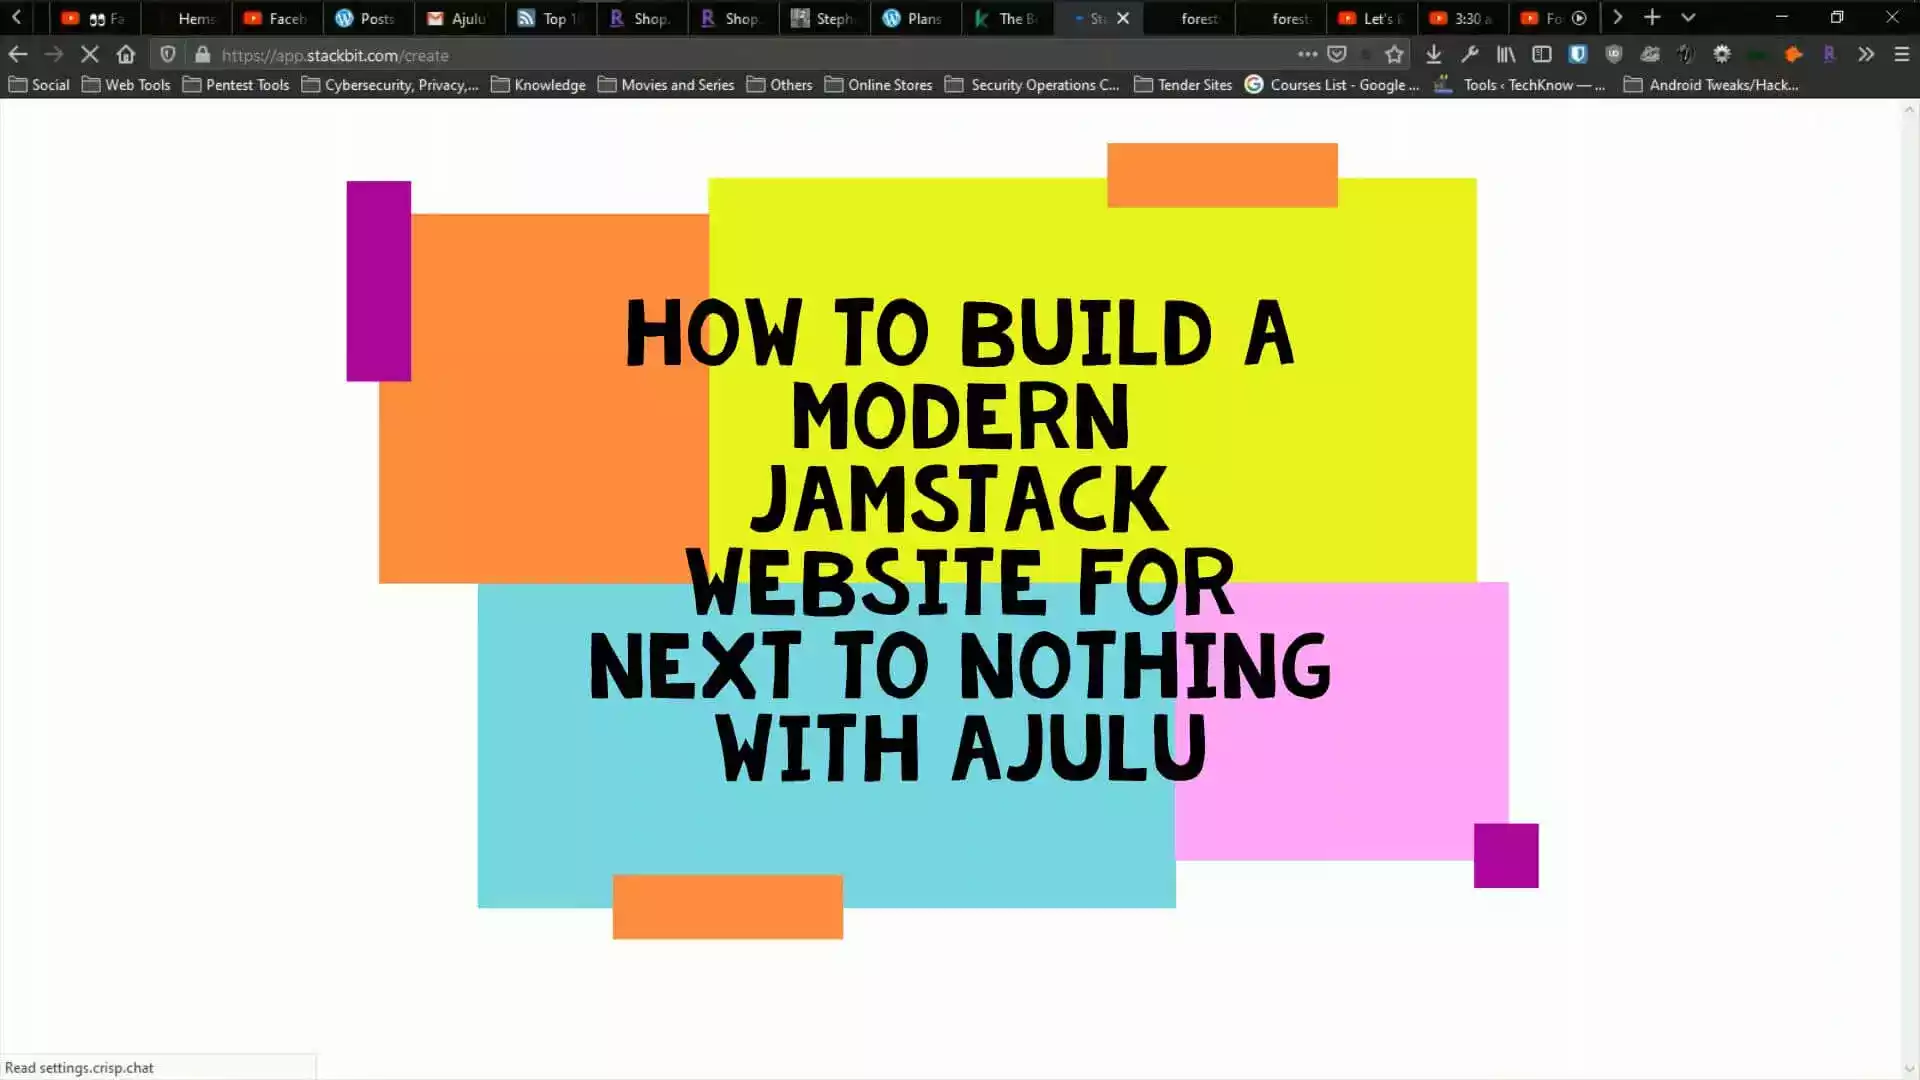 Fa
Hems
Faceb
Posts
Ajulu
Top 1
Shop.
Shop.
Steph
Plans
The B
St
forest
forest
Let's
3:30 a
Fo
https://app.stackbit.com/create
Social
Web Tools
Pentest Tools
Cybersecurity, Privacy,...
Knowledge
Movies and Series
Others
Online Stores
Security Operations C...
Tender Sites
Courses List - Google ...
Tools ‹ TechKnow — ...
Android Tweaks/Hack...
HOW TO BUILD A
MODERN
JAMSTACK
WEBSITE FOR
NEXT TO NOTHING
WITH AJULU
Read settings.crisp.chat